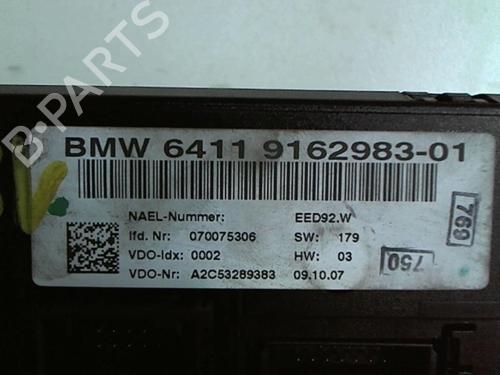 BMW 6411 9162983-01
NAEL-Nummer: EED92.W
lfd. Nr: 070075306 SW: 179
VDO-Idx: 0002 HW: 03
VDO-Nr: A2C53289383 09.10.07
769
750
B-PARTS